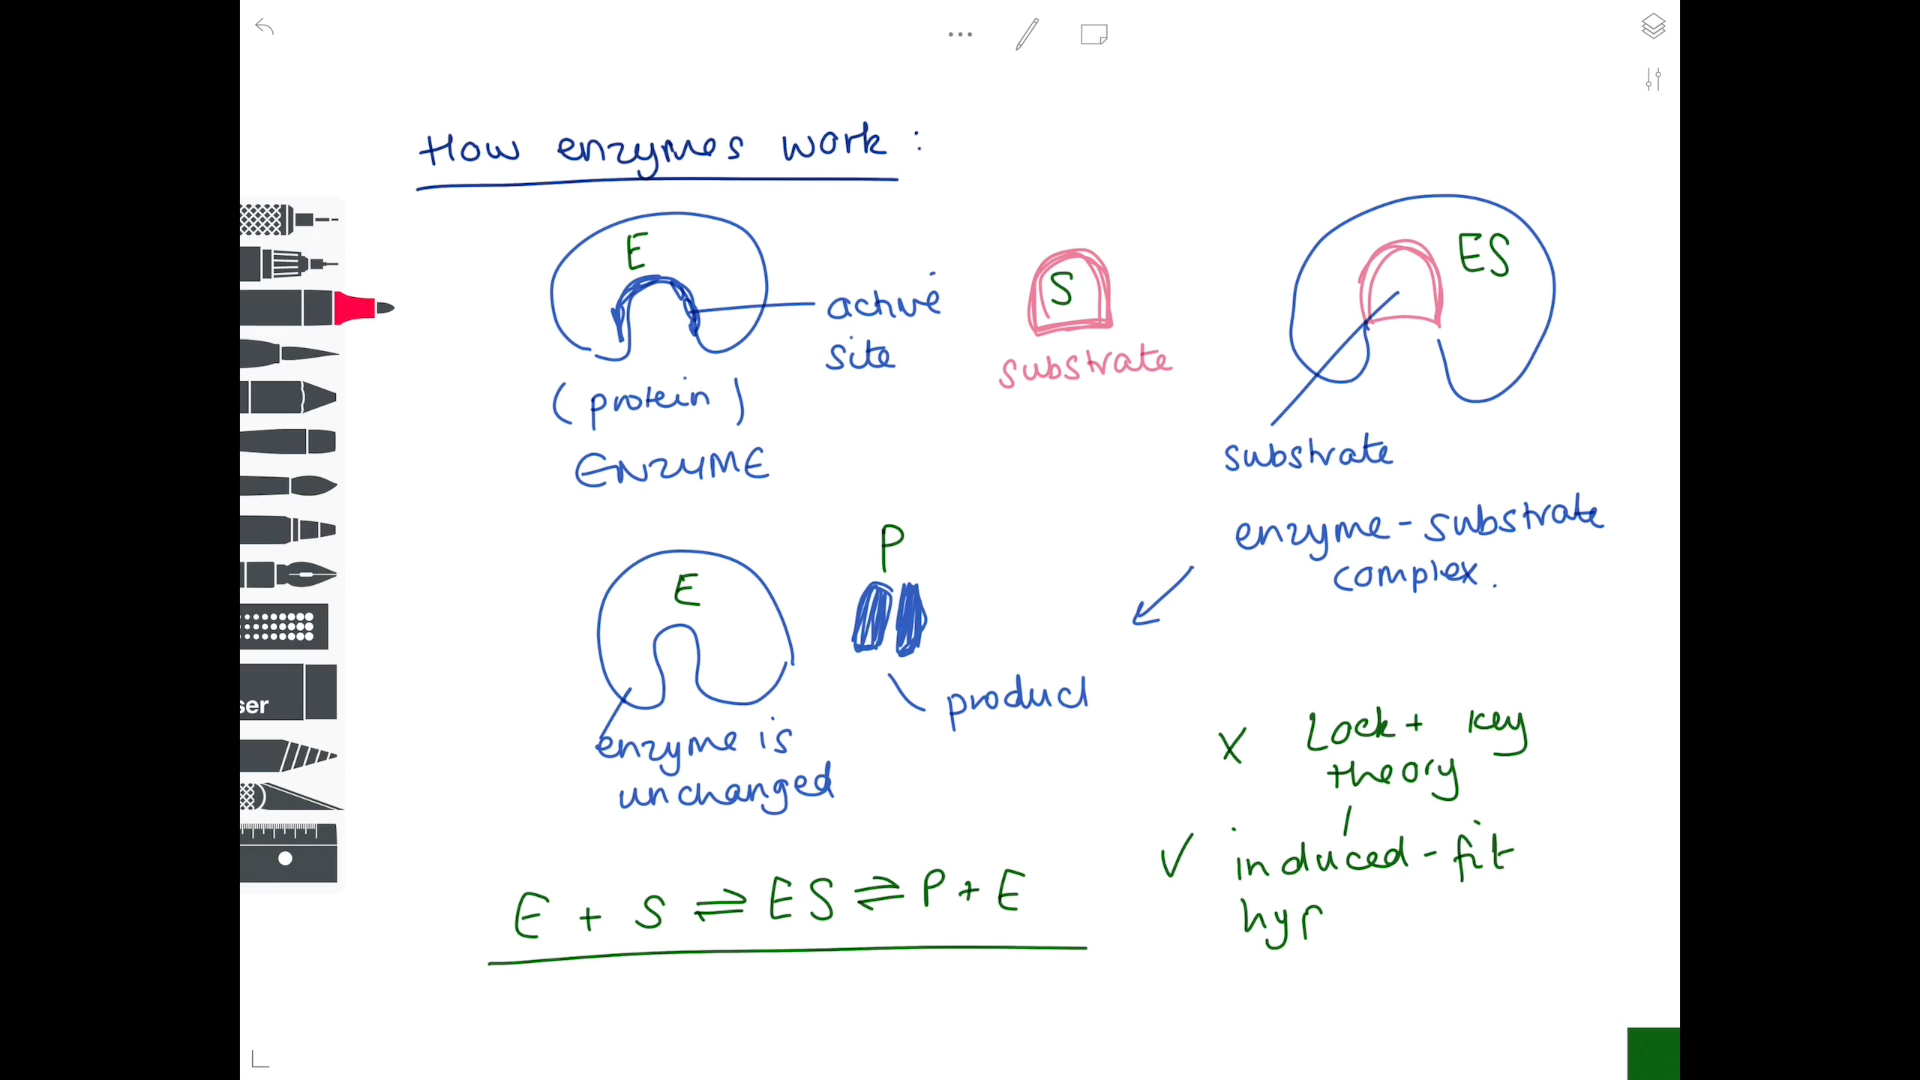 How enzymes work :
E
active
site
(protein)
ENZYME
S
substrate
ES
substrate
enzyme-substrate
complex.
E
enzyme is
unchanged
P
product
E + S ⇌ ES ⇌ P + E
X Lock + key
theory
✓ induced-fit
hyp
ser